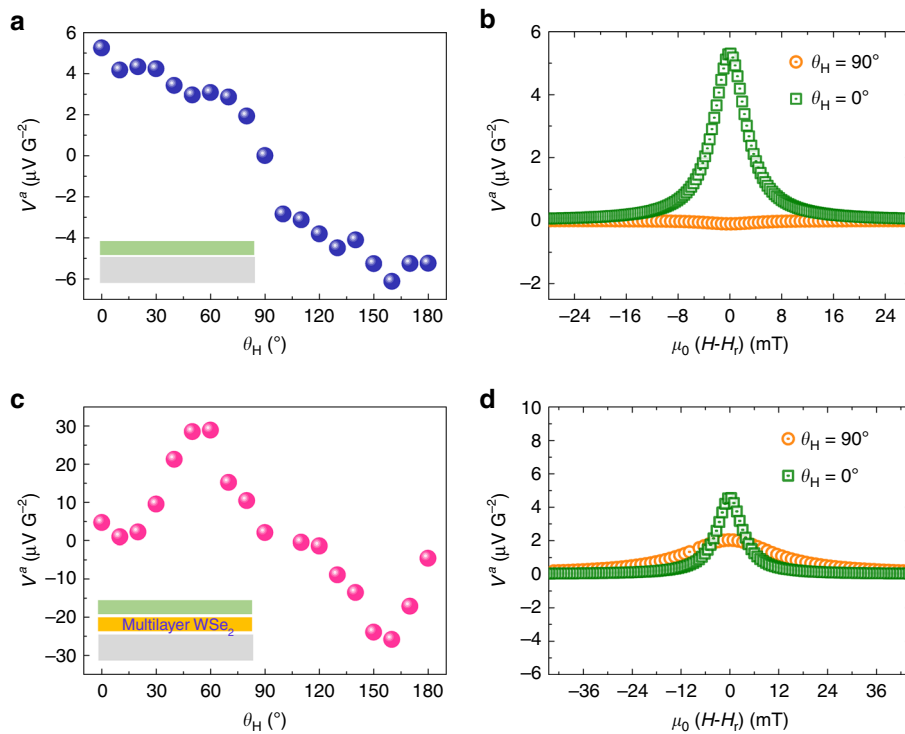 a
6
4
2
0
–2
–4
–6
V^a (μV G⁻²)
0 30 60 90 120 150 180
θ_H (°)
b
6
4
2
0
–2
V^a (μV G⁻²)
θ_H = 90°
θ_H = 0°
–24 –16 –8 0 8 16 24
μ₀ (H-H_r) (mT)
c
30
20
10
0
–10
–20
–30
V^a (μV G⁻²)
Multilayer WSe₂
0 30 60 90 120 150 180
θ_H (°)
d
10
8
6
4
2
0
–2
–4
–6
V^a (μV G⁻²)
θ_H = 90°
θ_H = 0°
–36 –24 –12 0 12 24 36
μ₀ (H-H_r) (mT)